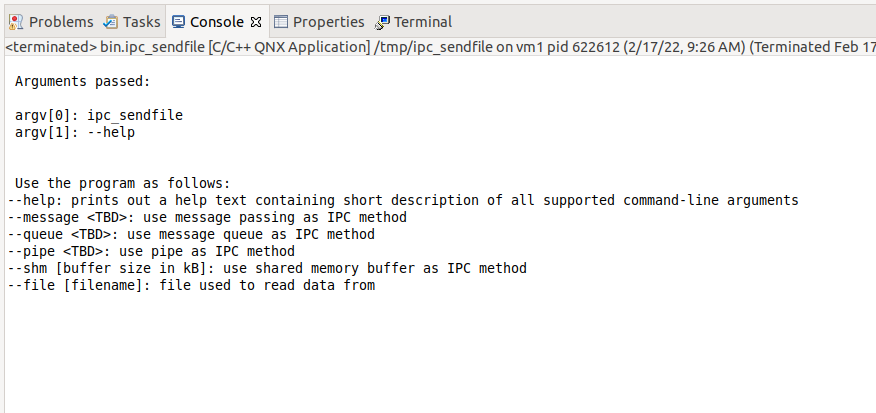 Problems Tasks Console Properties Terminal
<terminated> bin.ipc_sendfile [C/C++ QNX Application] /tmp/ipc_sendfile on vm1 pid 622612 (2/17/22, 9:26 AM) (Terminated Feb 17
Arguments passed:
argv[0]: ipc_sendfile
argv[1]: --help
Use the program as follows:
--help: prints out a help text containing short description of all supported command-line arguments
--message <TBD>: use message passing as IPC method
--queue <TBD>: use message queue as IPC method
--pipe <TBD>: use pipe as IPC method
--shm [buffer size in kB]: use shared memory buffer as IPC method
--file [filename]: file used to read data from